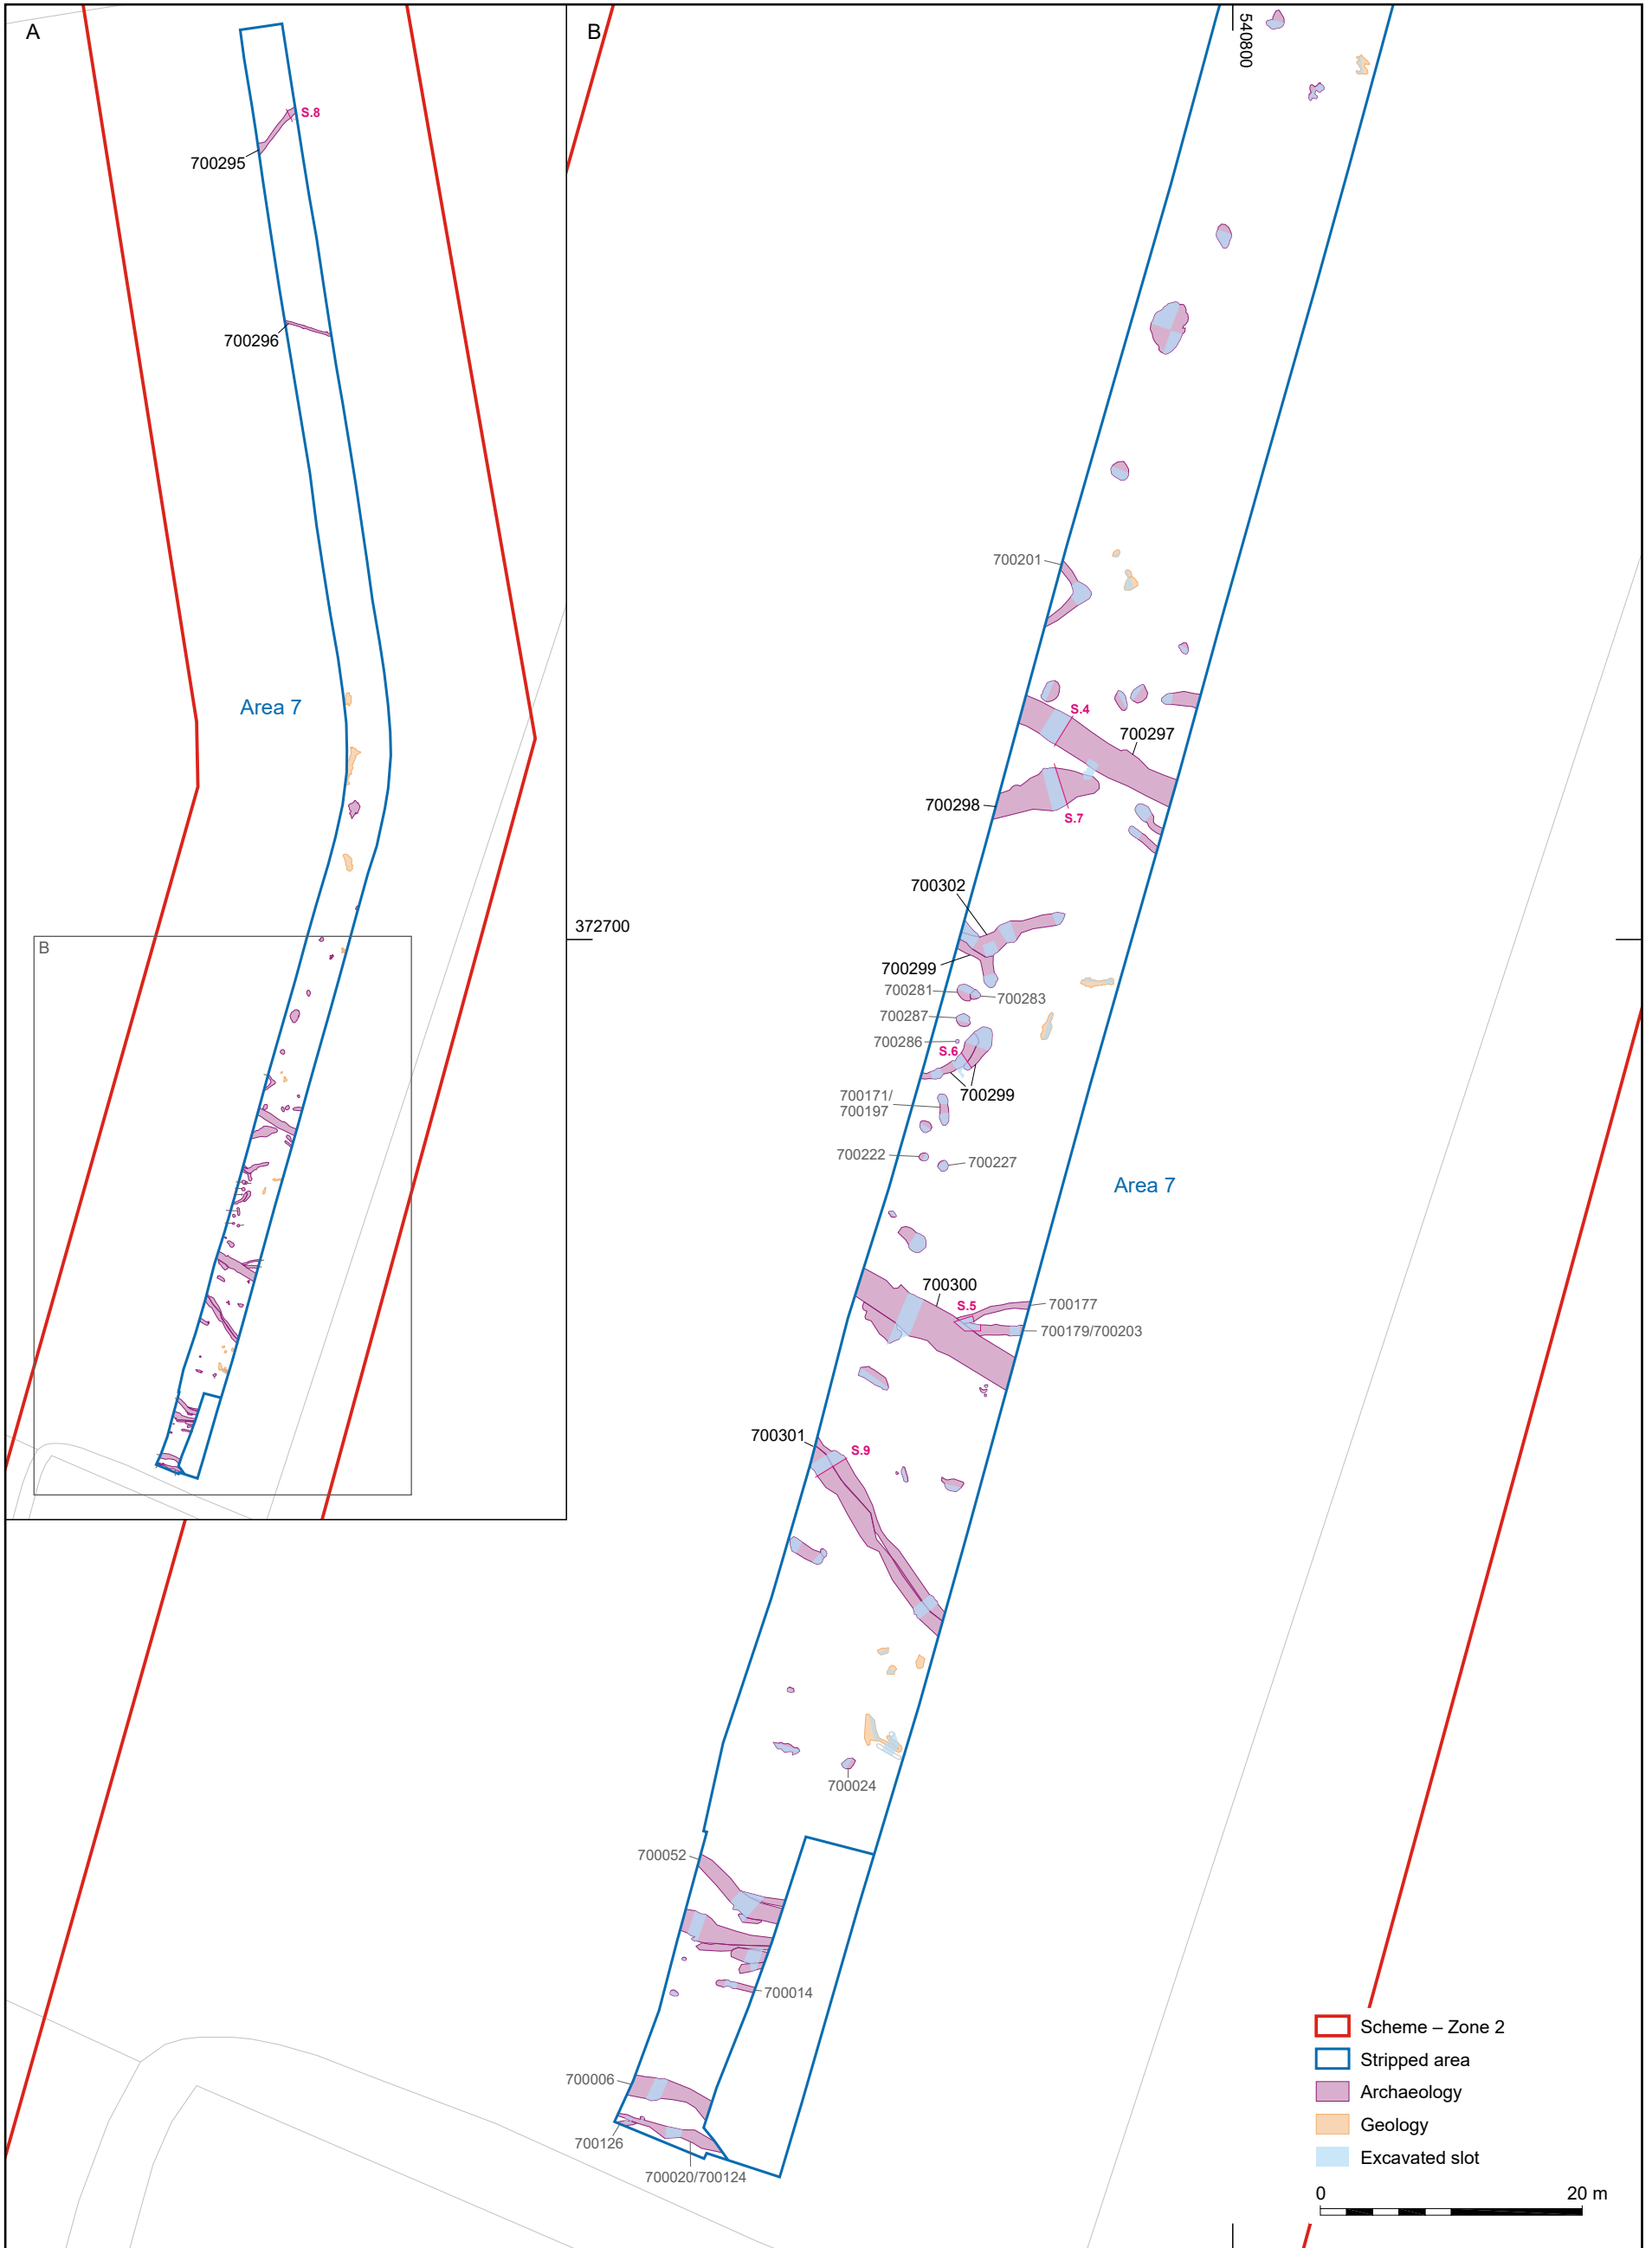 A
S.8
700295
700296
Area 7
B
B
540800
700201
S.4
700297
700298
S.7
700302
372700
700299
700281
700283
700287
700286
S.6
700299
700171/
700197
700222
700227
Area 7
700300
S.5
700177
700179/700203
700301
S.9
700024
700052
700014
700006
700126
700020/700124
Scheme – Zone 2
Stripped area
Archaeology
Geology
Excavated slot
0 20 m